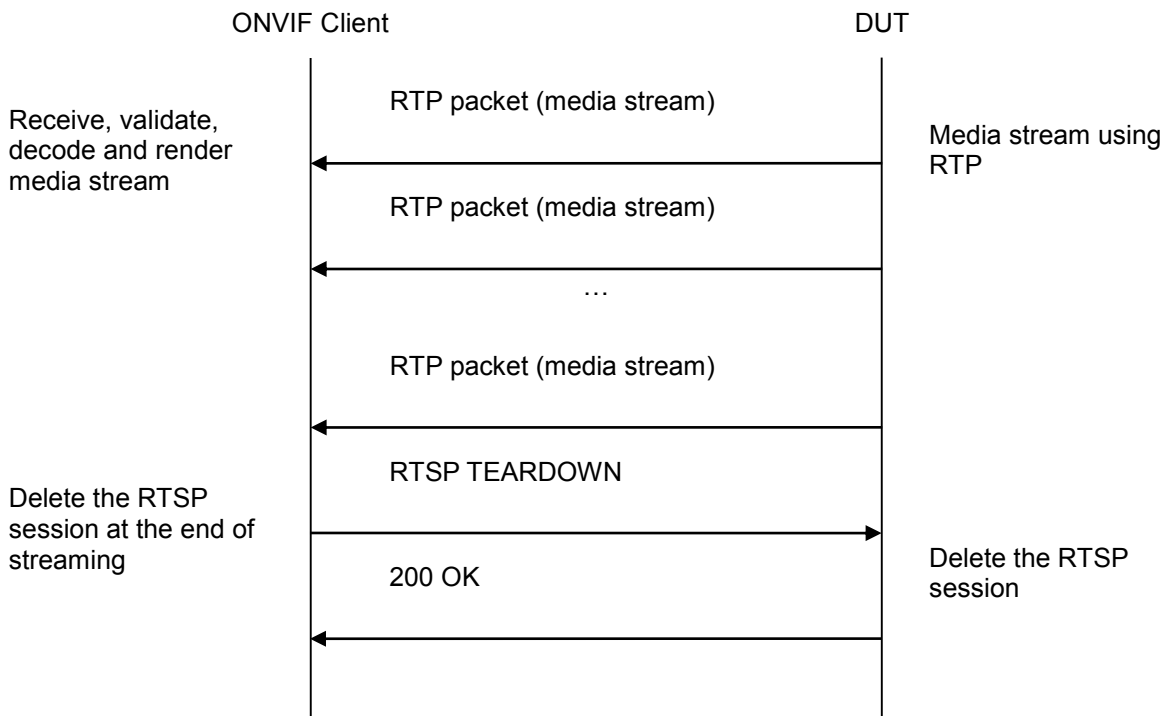 ONVIF Client
DUT
RTP packet (media stream)
Receive, validate,
decode and render
media stream
Media stream using
RTP
RTP packet (media stream)
…
RTP packet (media stream)
RTSP TEARDOWN
Delete the RTSP
session at the end of
streaming
200 OK
Delete the RTSP
session